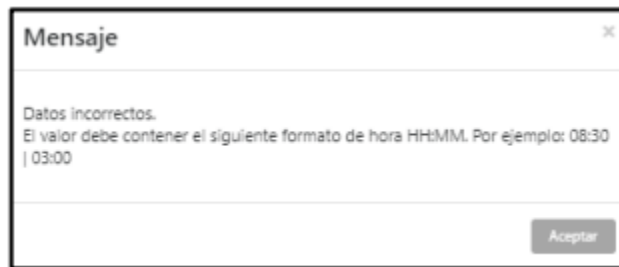 Mensaje
×
Datos incorrectos.
El valor debe contener el siguiente formato de hora HH:MM. Por ejemplo: 08:30
| 03:00
Aceptar